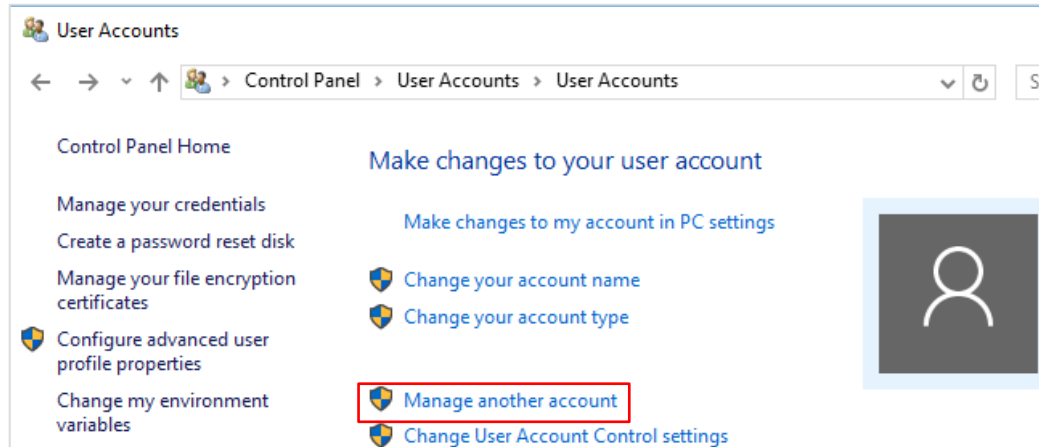 User Accounts
Control Panel > User Accounts > User Accounts
S
Control Panel Home
Manage your credentials
Create a password reset disk
Manage your file encryption
certificates
Configure advanced user
profile properties
Change my environment
variables
Make changes to your user account
Make changes to my account in PC settings
Change your account name
Change your account type
Manage another account
Change User Account Control settings